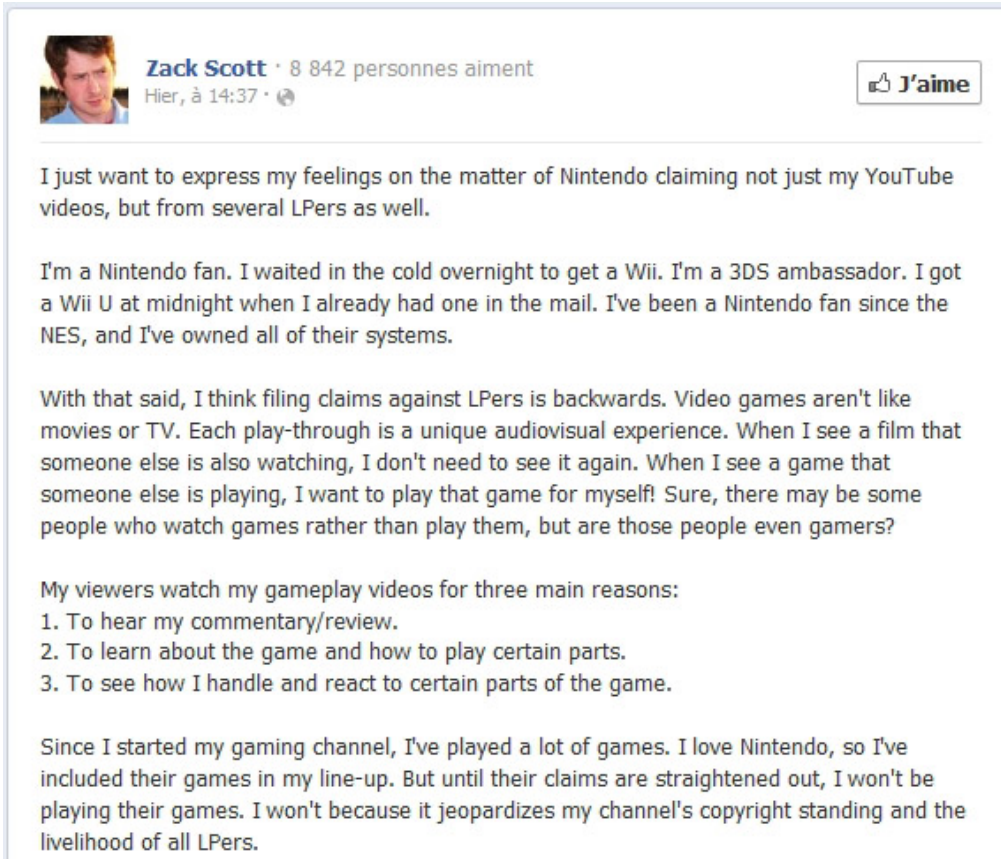 Zack Scott · 8 842 personnes aiment
Hier, à 14:37 ·
J'aime
I just want to express my feelings on the matter of Nintendo claiming not just my YouTube
videos, but from several LPers as well.
I'm a Nintendo fan. I waited in the cold overnight to get a Wii. I'm a 3DS ambassador. I got
a Wii U at midnight when I already had one in the mail. I've been a Nintendo fan since the
NES, and I've owned all of their systems.
With that said, I think filing claims against LPers is backwards. Video games aren't like
movies or TV. Each play-through is a unique audiovisual experience. When I see a film that
someone else is also watching, I don't need to see it again. When I see a game that
someone else is playing, I want to play that game for myself! Sure, there may be some
people who watch games rather than play them, but are those people even gamers?
My viewers watch my gameplay videos for three main reasons:
1. To hear my commentary/review.
2. To learn about the game and how to play certain parts.
3. To see how I handle and react to certain parts of the game.
Since I started my gaming channel, I've played a lot of games. I love Nintendo, so I've
included their games in my line-up. But until their claims are straightened out, I won't be
playing their games. I won't because it jeopardizes my channel's copyright standing and the
livelihood of all LPers.